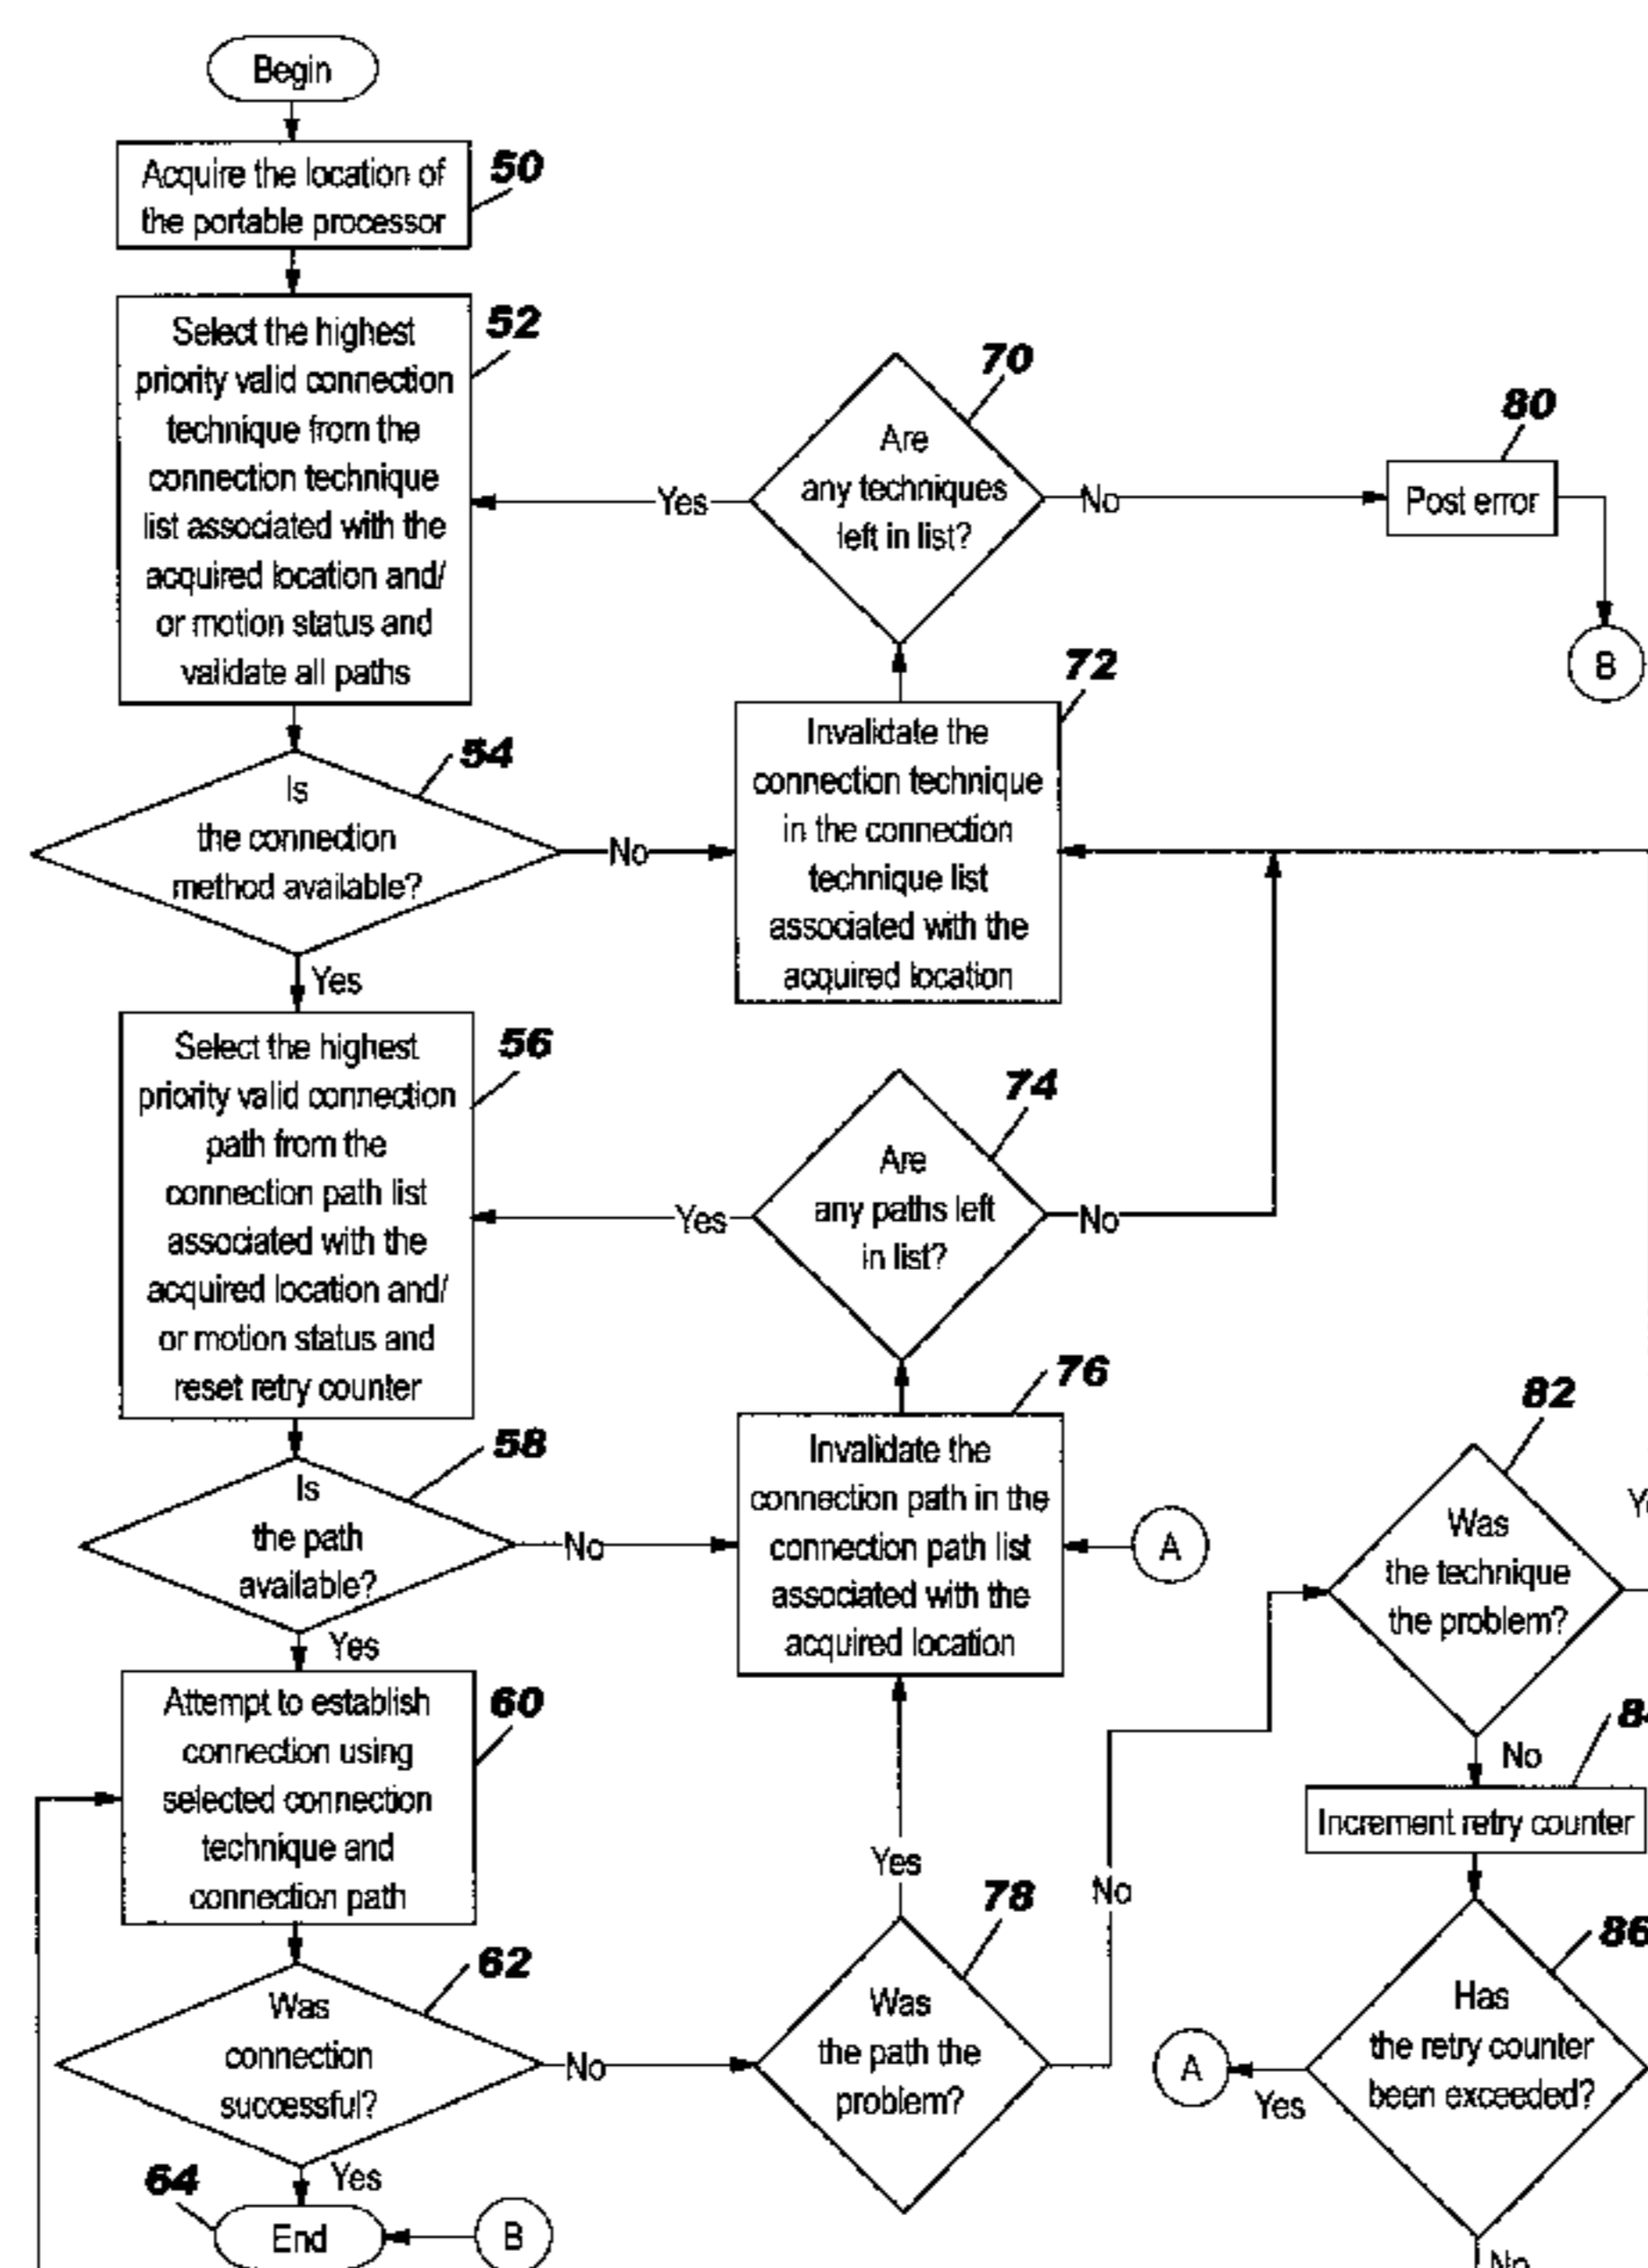 Begin
Acquire the location of
the portable processor
50
Select the highest
priority valid connection
technique from the
connection technique
list associated with the
acquired location and/
or motion status and
validate all paths
52
Are
any techniques
left in list?
70
Yes
No
80
Post error
B
Is
the connection
method available?
54
No
Yes
72
Invalidate the
connection technique
in the connection
technique list
associated with the
acquired location
Select the highest
priority valid connection
path from the
connection path list
associated with the
acquired location and/
or motion status and
reset retry counter
56
74
Are
any paths left
in list?
Yes
No
Is
the path
available?
58
No
Yes
76
Invalidate the
connection path in the
connection path list
associated with the
acquired location
A
82
Was
the technique
the problem?
No
Attempt to establish
connection using
selected connection
technique and
connection path
60
Increment retry counter
Was
connection
successful?
62
No
Yes
78
Was
the path the
problem?
Yes
No
86
Has
the retry counter
been exceeded?
A
Yes
No
64
End
B